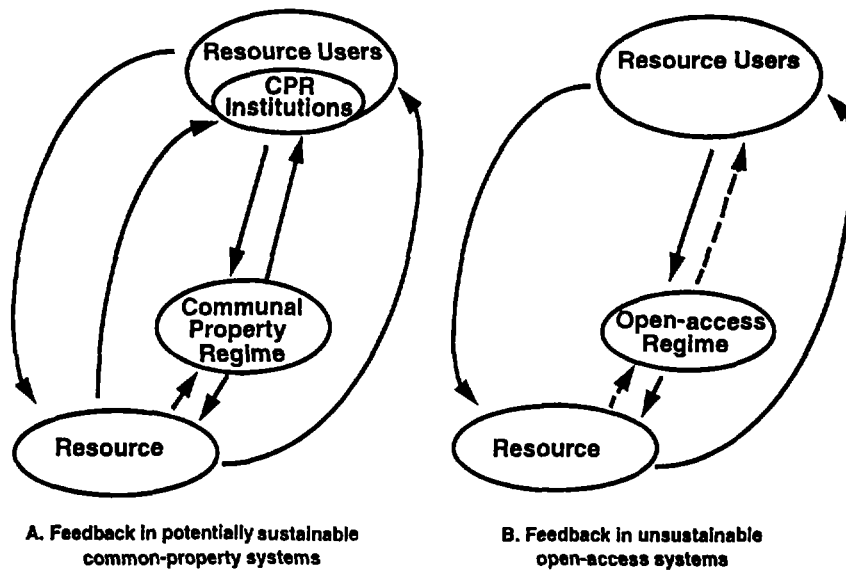 Resource Users
CPR
Institutions
Communal
Property
Regime
Resource
A. Feedback in potentially sustainable
common-property systems
Resource Users
Open-access
Regime
Resource
B. Feedback in unsustainable
open-access systems